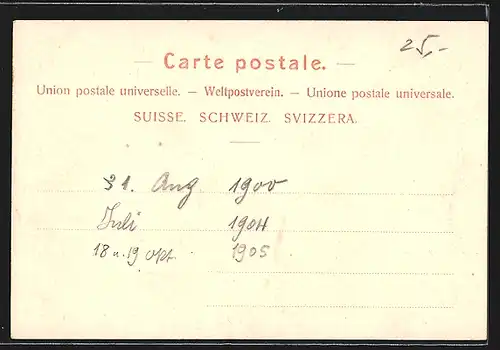 25,-
— Carte postale. —
Union postale universelle. — Weltpostverein. — Unione postale universale.
SUISSE. SCHWEIZ. SVIZZERA.
31. Aug. 1900
Juli 1904
18 u. 19 Okt. 1905